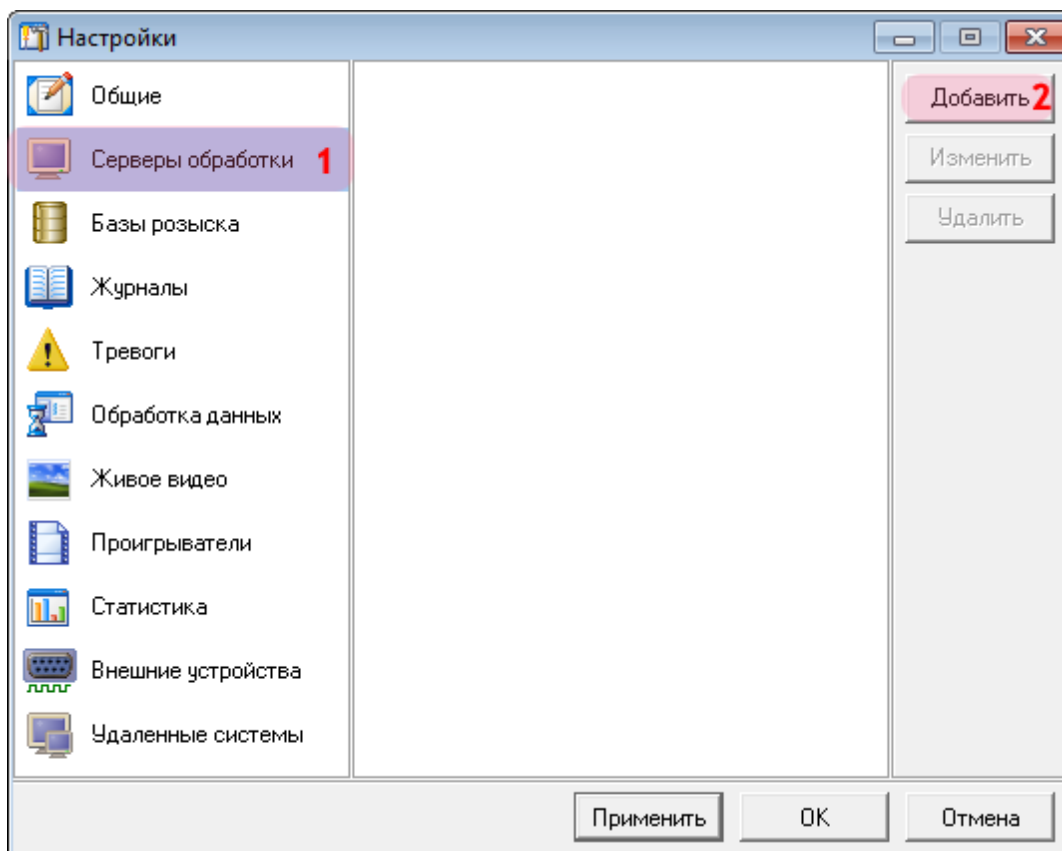 Настройки
Общие
Серверы обработки 1
Базы розыска
Журналы
Тревоги
Обработка данных
Живое видео
Проигрыватели
Статистика
Внешние устройства
Удаленные системы
Добавить 2
Изменить
Удалить
Применить
OK
Отмена